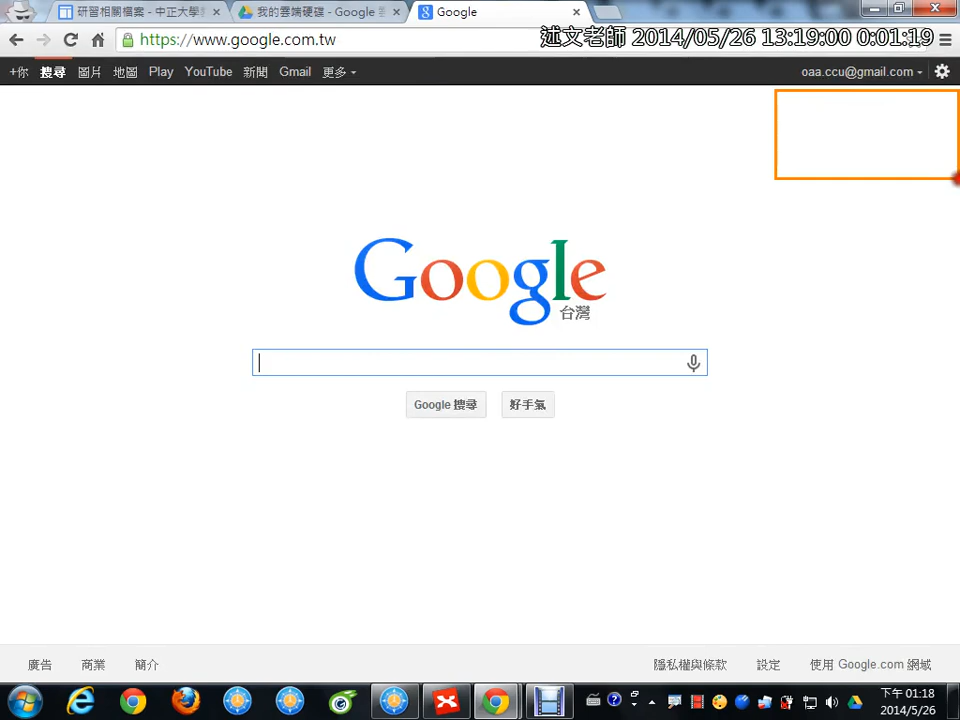 研習相關檔案 - 中正大學
我的雲端硬碟 - Google
Google
https://www.google.com.tw
述文老師 2014/05/26 13:19:00 0:01:19
+你 搜尋 圖片 地圖 Play YouTube 新聞 Gmail 更多
oaa.ccu@gmail.com
Google
台灣
Google 搜尋 好手氣
廣告 商業 簡介 隱私權與條款 設定 使用 Google.com 網域
下午 01:18
2014/5/26